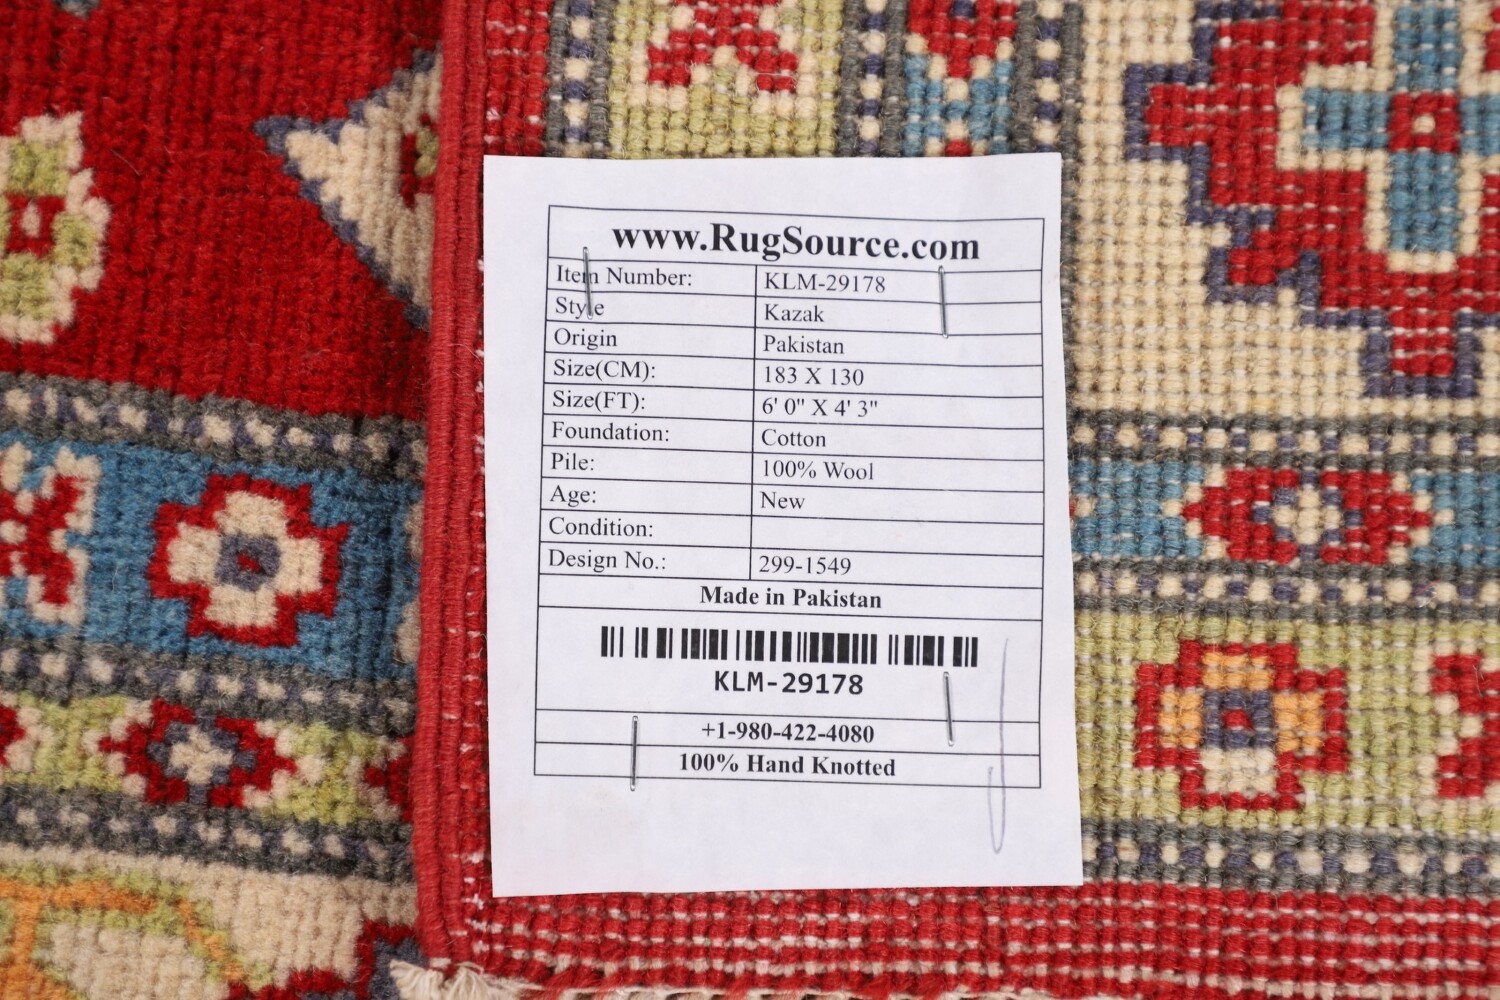 www.RugSource.com
Item Number: KLM-29178
Style Kazak
Origin Pakistan
Size(CM): 183 X 130
Size(FT): 6' 0" X 4' 3"
Foundation: Cotton
Pile: 100% Wool
Age: New
Condition:
Design No.: 299-1549
Made in Pakistan
KLM-29178
+1-980-422-4080
100% Hand Knotted